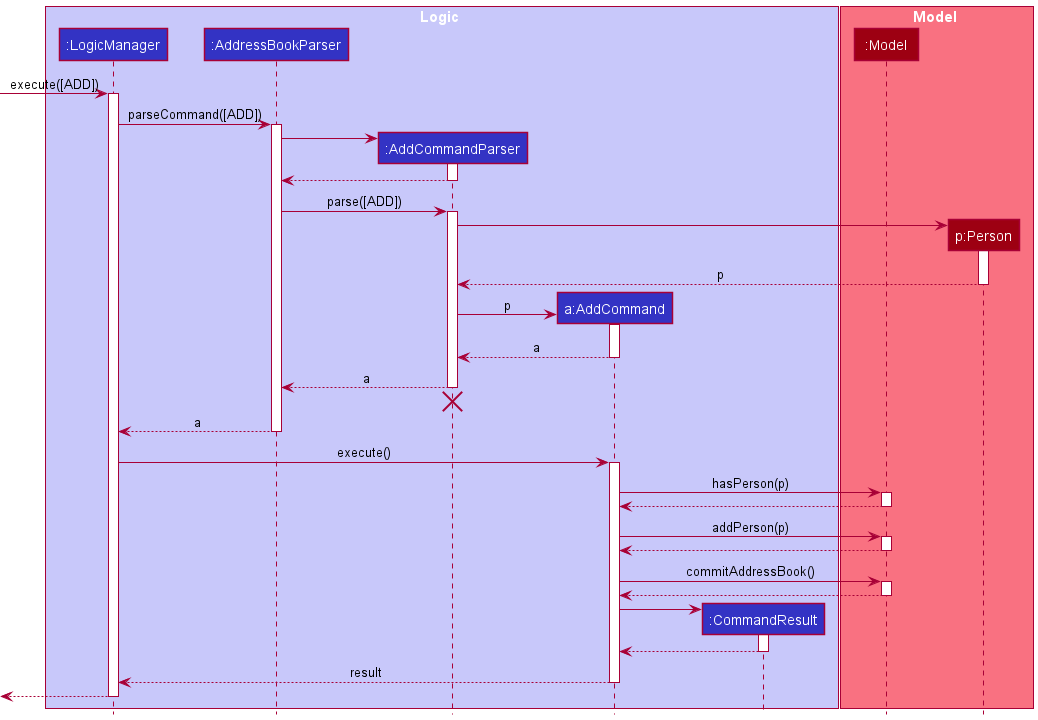 Logic
Model
:LogicManager
:AddressBookParser
:Model
execute([ADD])
parseCommand([ADD])
:AddCommandParser
parse([ADD])
p:Person
p
p
a:AddCommand
a
a
a
execute()
hasPerson(p)
addPerson(p)
commitAddressBook()
:CommandResult
result